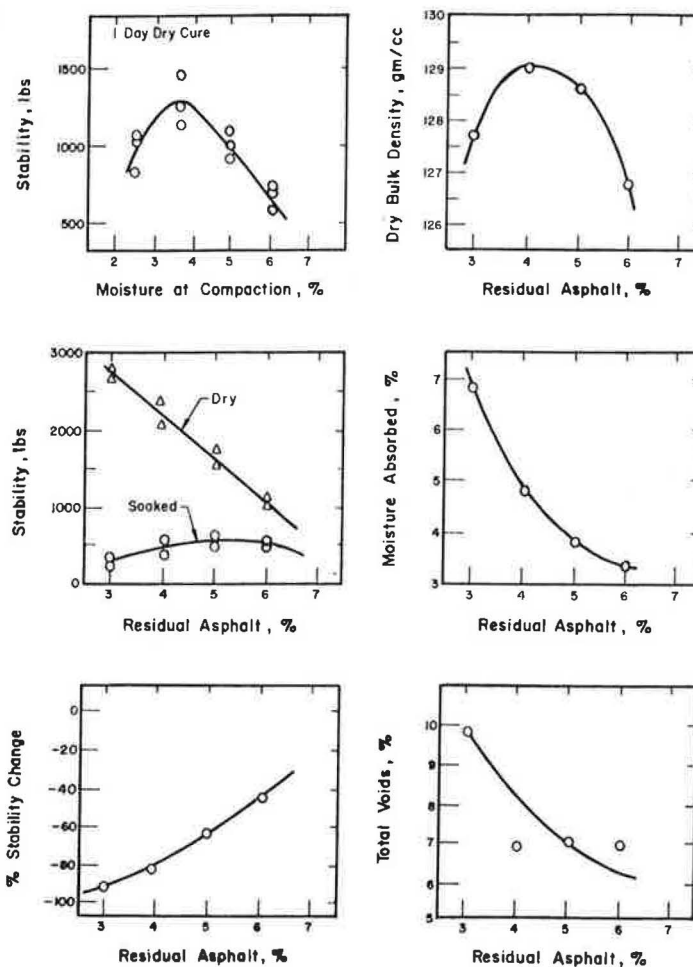 1 Day Dry Cure
1500
1000
500
Stability, lbs
2 3 4 5 6 7
Moisture at Compaction, %
130
129
128
127
126
Dry Bulk Density, gm/cc
3 4 5 6 7
Residual Asphalt, %
3000
2000
1000
0
Stability, lbs
Dry
Soaked
3 4 5 6 7
Residual Asphalt, %
7
6
5
4
3
Moisture Absorbed, %
3 4 5 6 7
Residual Asphalt, %
0
-20
-40
-60
-80
-100
% Stability Change
3 4 5 6 7
Residual Asphalt, %
10
9
8
7
6
5
Total Voids, %
3 4 5 6 7
Residual Asphalt, %